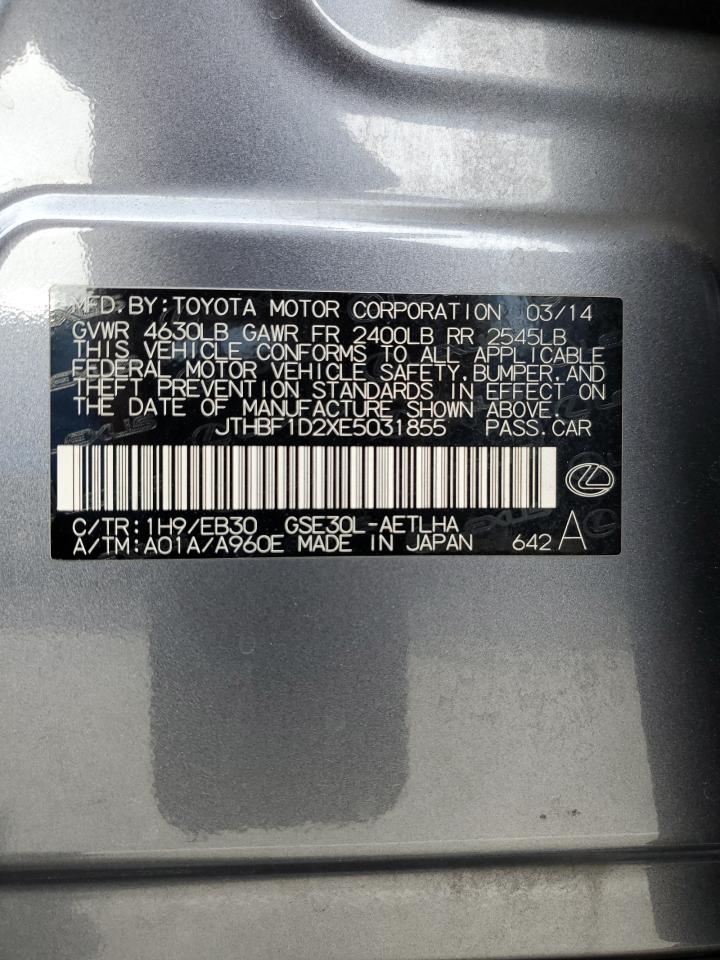 MFD. BY: TOYOTA MOTOR CORPORATION 03/14
GVWR 4630LB GAWR FR 2400LB RR 2545LB
THIS VEHICLE CONFORMS TO ALL APPLICABLE
FEDERAL MOTOR VEHICLE SAFETY, BUMPER, AND
THEFT PREVENTION STANDARDS IN EFFECT ON
THE DATE OF MANUFACTURE SHOWN ABOVE.
JTHBF1D2XE5031855 PASS. CAR
C/TR: 1H9/EB30 GSE30L-AETLHA
A/TM: A01A/A960E MADE IN JAPAN 642 A